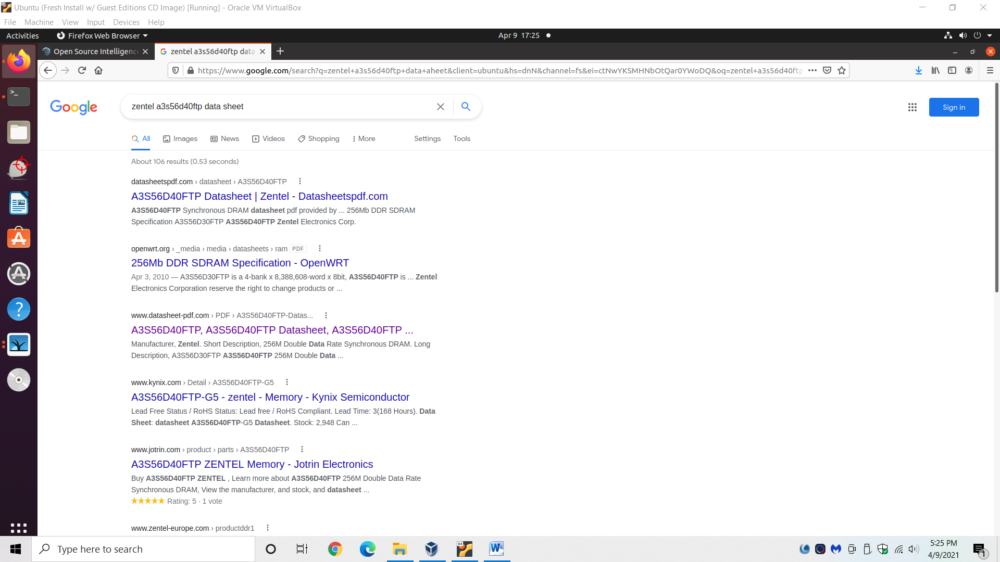 Ubuntu (Fresh Install w/ Guest Editions CD Image) [Running] - Oracle VM VirtualBox
File Machine View Input Devices Help
Activities Firefox Web Browser Apr 9 17:25
Open Source Intelligence zentel a3s56d40ftp data
https://www.google.com/search?q=zentel+a3s56d40ftp+data+aheet&client=ubuntu&hs=dnN&channel=fs&ei=ctNwYKSMHNbOtQar0YWoDQ&oq=zentel+a3s56d40ftp
Google zentel a3s56d40ftp data sheet Sign in
All Images News Videos Shopping More Settings Tools
About 106 results (0.53 seconds)
datasheetspdf.com › datasheet › A3S56D40FTP
A3S56D40FTP Datasheet | Zentel - Datasheetspdf.com
A3S56D40FTP Synchronous DRAM datasheet pdf provided by ... 256Mb DDR SDRAM
Specification A3S56D30FTP A3S56D40FTP Zentel Electronics Corp.
openwrt.org › _media › media › datasheets › ram PDF
256Mb DDR SDRAM Specification - OpenWRT
Apr 3, 2010 — A3S56D30FTP is a 4-bank x 8,388,608-word x 8bit, A3S56D40FTP is ... Zentel
Electronics Corporation reserve the right to change products or ...
www.datasheet-pdf.com › PDF › A3S56D40FTP-Datas...
A3S56D40FTP, A3S56D40FTP Datasheet, A3S56D40FTP ...
Manufacturer, Zentel. Short Description, 256M Double Data Rate Synchronous DRAM. Long
Description, A3S56D30FTP A3S56D40FTP 256M Double Data ...
www.kynix.com › Detail › A3S56D40FTP-G5
A3S56D40FTP-G5 - zentel - Memory - Kynix Semiconductor
Lead Free Status / RoHS Status: Lead free / RoHS Compliant. Lead Time: 3(168 Hours). Data
Sheet: datasheet A3S56D40FTP-G5 Datasheet. Stock: 2,948 Can ...
www.jotrin.com › product › parts › A3S56D40FTP
A3S56D40FTP ZENTEL Memory - Jotrin Electronics
Buy A3S56D40FTP ZENTEL , Learn more about A3S56D40FTP 256M Double Data Rate
Synchronous DRAM, View the manufacturer, and stock, and datasheet ...
Rating: 5 · 1 vote
www.zentel-europe.com › productddr1
Type here to search
5:25 PM
4/9/2021
1